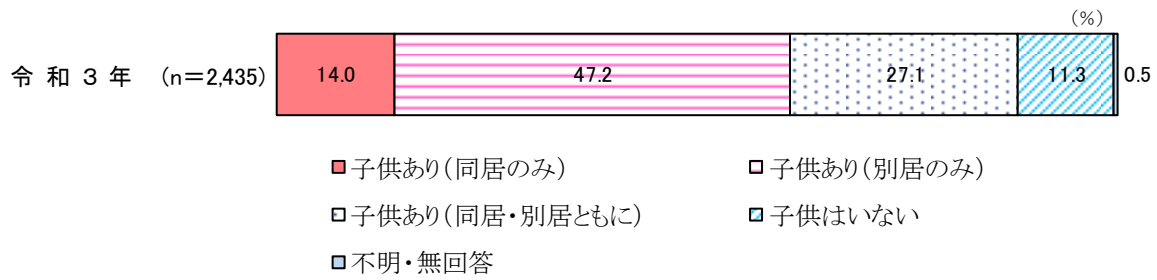 (%)
令和3年 (n=2,435) 14.0 47.2 27.1 11.3 0.5
子供あり(同居のみ) 子供あり(別居のみ)
子供あり(同居・別居ともに) 子供はいない
不明・無回答